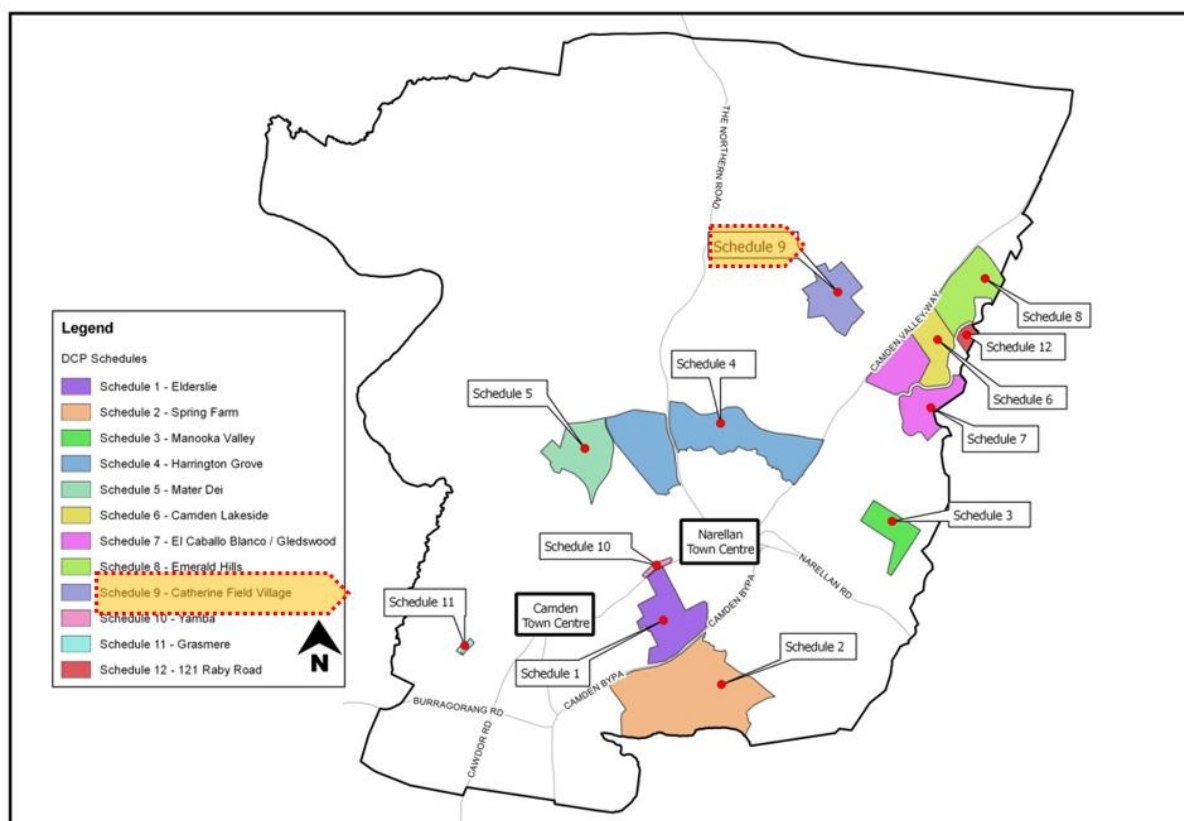 THE NORTHERN ROAD
Schedule 9
CAMDEN VALLEY WAY
Schedule 8
Schedule 12
Schedule 6
Schedule 7
Schedule 4
Schedule 5
Schedule 3
Narellan
Town Centre
NARELLAN RD
Schedule 10
Schedule 11
Camden
Town Centre
CAMDEN BYPA
Schedule 1
CAMDEN BYPA
Schedule 2
BURRAGORANG RD
CAWDOR RD
Legend
DCP Schedules
Schedule 1 - Elderslie
Schedule 2 - Spring Farm
Schedule 3 - Manooka Valley
Schedule 4 - Harrington Grove
Schedule 5 - Mater Dei
Schedule 6 - Camden Lakeside
Schedule 7 - El Caballo Blanco / Gledswood
Schedule 8 - Emerald Hills
Schedule 9 - Catherine Field Village
Schedule 10 - Yamba
Schedule 11 - Grasmere
Schedule 12 - 121 Raby Road
N